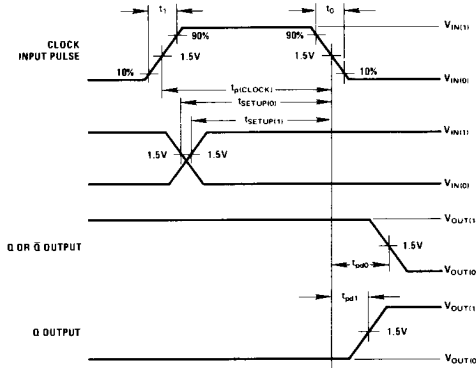 t1
t0
VIN(1)
90%
90%
CLOCK
INPUT PULSE
1.5V
1.5V
10%
10%
VIN(0)
tp(CLOCK)
tSETUP(0)
tSETUP(1)
VIN(1)
1.5V
1.5V
VIN(0)
VOUT(1
Q OR Q̄ OUTPUT
1.5V
tpd0
VOUT(0
tpd1
VOUT(1
Q OUTPUT
1.5V
VOUT(0